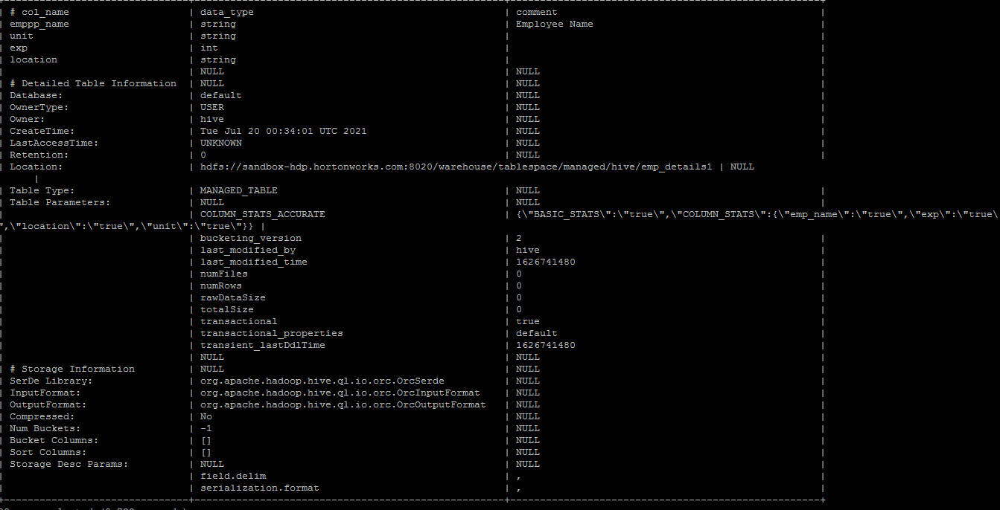 | # col_name | data_type | comment |
| emppp_name | string | Employee Name |
| unit | string | |
| exp | int | |
| location | string | |
| | NULL | NULL |
| # Detailed Table Information | NULL | NULL |
| Database: | default | NULL |
| OwnerType: | USER | NULL |
| Owner: | hive | NULL |
| CreateTime: | Tue Jul 20 00:34:01 UTC 2021 | NULL |
| LastAccessTime: | UNKNOWN | NULL |
| Retention: | 0 | NULL |
| Location: | hdfs://sandbox-hdp.hortonworks.com:8020/warehouse/tablespace/managed/hive/emp_details1 | NULL
|
| Table Type: | MANAGED_TABLE | NULL |
| Table Parameters: | NULL | NULL |
| | COLUMN_STATS_ACCURATE | {\"BASIC_STATS\":\"true\",\"COLUMN_STATS\":{\"emp_name\":\"true\",\"exp\":\"true\
",\"location\":\"true\",\"unit\":\"true\"}} |
| | bucketing_version | 2 |
| | last_modified_by | hive |
| | last_modified_time | 1626741480 |
| | numFiles | 0 |
| | numRows | 0 |
| | rawDataSize | 0 |
| | totalSize | 0 |
| | transactional | true |
| | transactional_properties | default |
| | transient_lastDdlTime | 1626741480 |
| | NULL | NULL |
| # Storage Information | NULL | NULL |
| SerDe Library: | org.apache.hadoop.hive.ql.io.orc.OrcSerde | NULL |
| InputFormat: | org.apache.hadoop.hive.ql.io.orc.OrcInputFormat | NULL |
| OutputFormat: | org.apache.hadoop.hive.ql.io.orc.OrcOutputFormat | NULL |
| Compressed: | No | NULL |
| Num Buckets: | -1 | NULL |
| Bucket Columns: | [] | NULL |
| Sort Columns: | [] | NULL |
| Storage Desc Params: | NULL | NULL |
| | field.delim | , |
| | serialization.format | , |